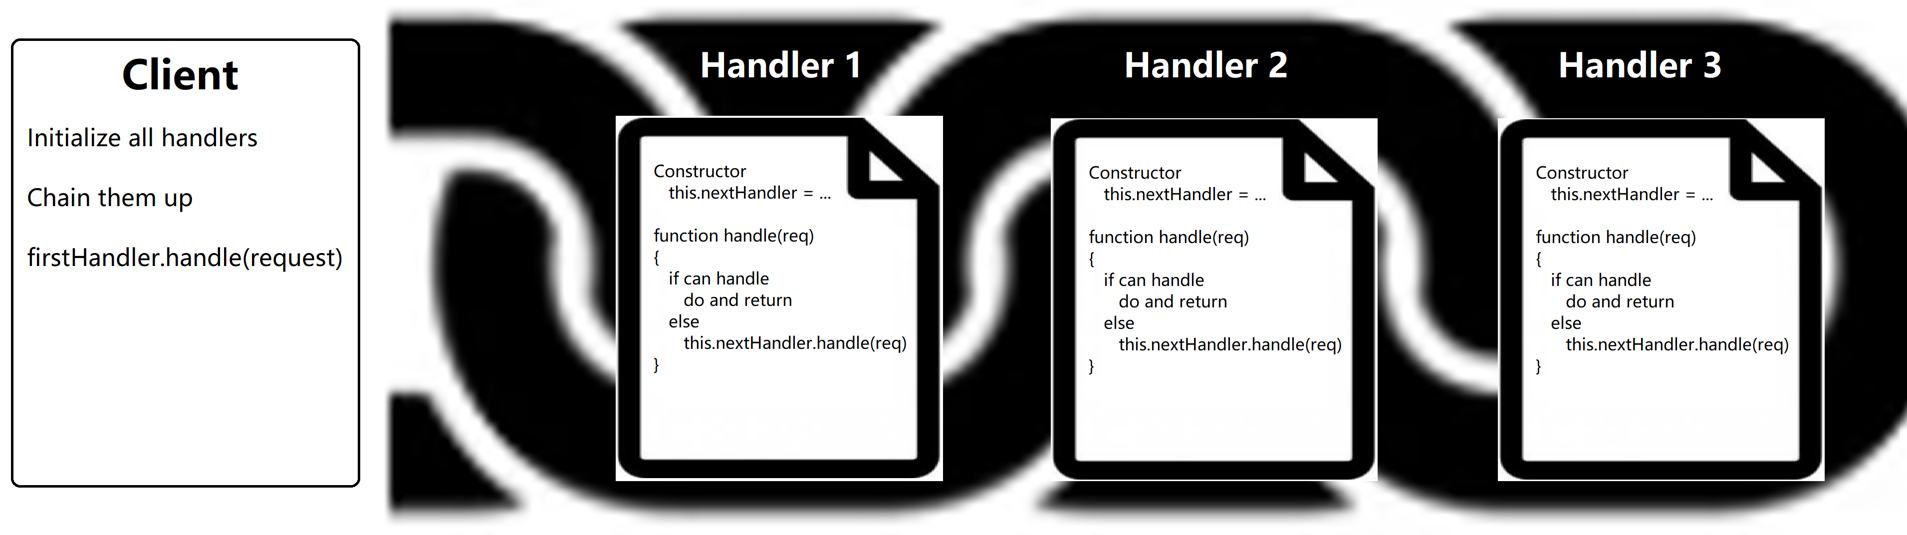 Client
Initialize all handlers
Chain them up
firstHandler.handle(request)
Handler 1
Constructor
this.nextHandler = ...
function handle(req)
{
if can handle
do and return
else
this.nextHandler.handle(req)
}
Handler 2
Constructor
this.nextHandler = ...
function handle(req)
{
if can handle
do and return
else
this.nextHandler.handle(req)
}
Handler 3
Constructor
this.nextHandler = ...
function handle(req)
{
if can handle
do and return
else
this.nextHandler.handle(req)
}